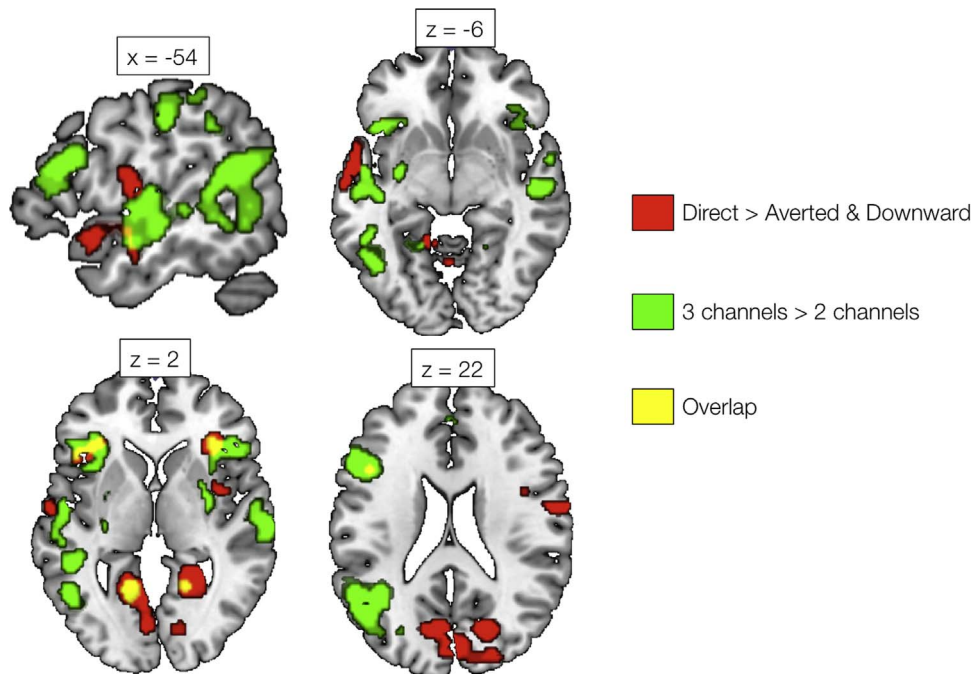 x = -54
z = -6
Direct > Averted & Downward
3 channels > 2 channels
z = 2
z = 22
Overlap